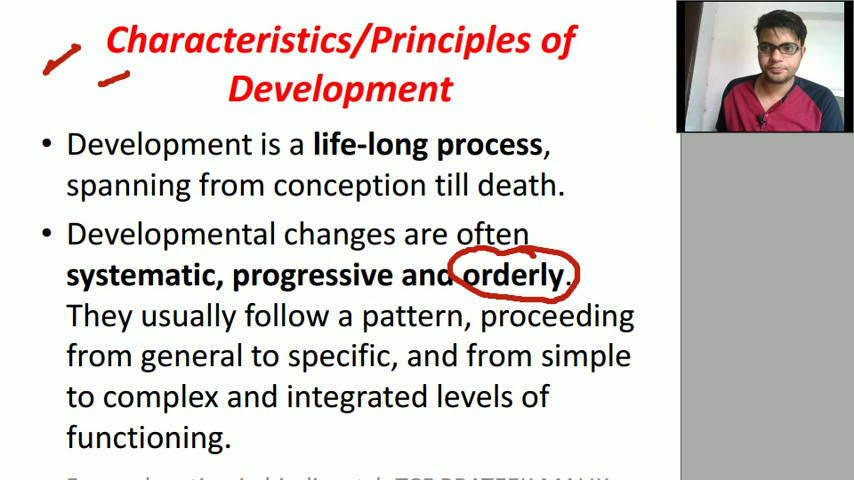 Characteristics/Principles of
Development
• Development is a life-long process,
spanning from conception till death.
• Developmental changes are often
systematic, progressive and orderly.
They usually follow a pattern, proceeding
from general to specific, and from simple
to complex and integrated levels of
functioning.